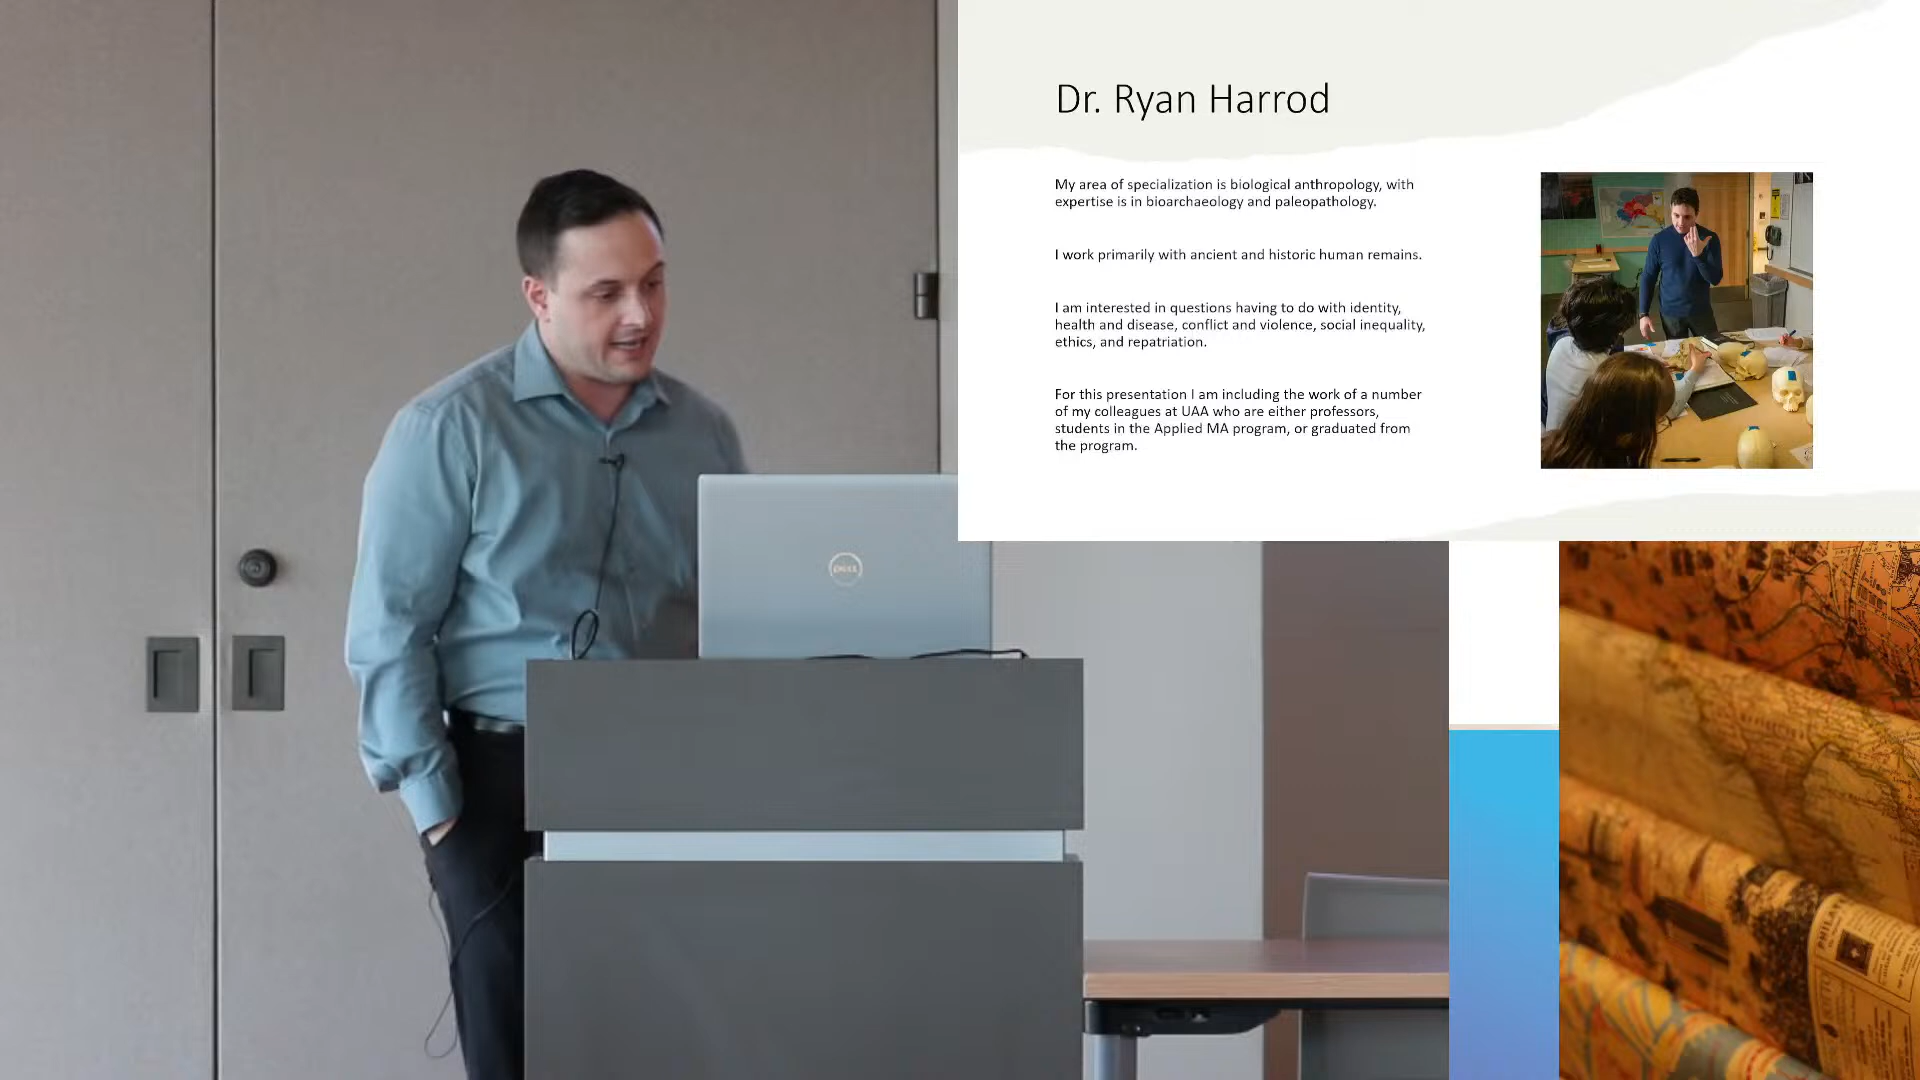 Dr. Ryan Harrod
My area of specialization is biological anthropology, with
expertise is in bioarchaeology and paleopathology.
I work primarily with ancient and historic human remains.
I am interested in questions having to do with identity,
health and disease, conflict and violence, social inequality,
ethics, and repatriation.
For this presentation I am including the work of a number
of my colleagues at UAA who are either professors,
students in the Applied MA program, or graduated from
the program.
DELL